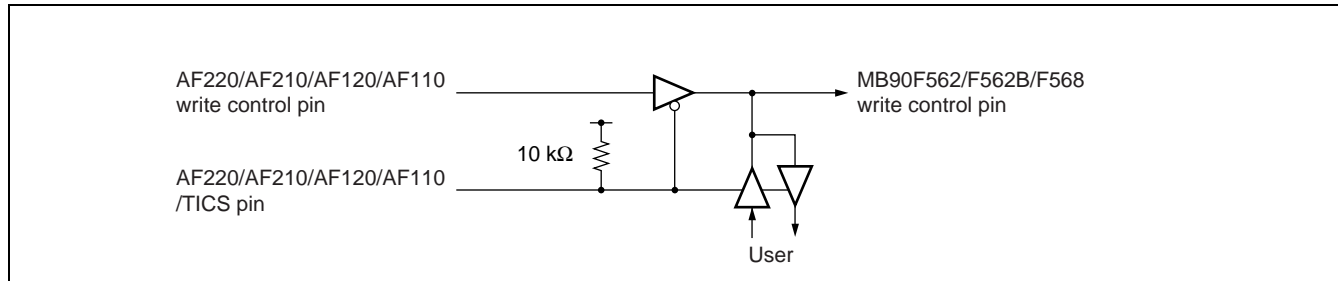 AF220/AF210/AF120/AF110
write control pin
MB90F562/F562B/F568
write control pin
10 kΩ
AF220/AF210/AF120/AF110
/TICS pin
User